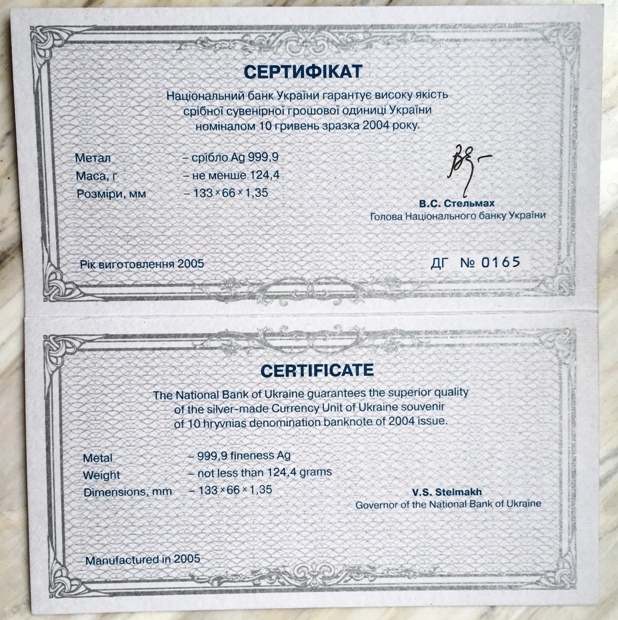 СЕРТИФІКАТ
Національний банк України гарантує високу якість
срібної сувенірної грошової одиниці України
номіналом 10 гривень зразка 2004 року.
Метал – срібло Ag 999,9
Маса, г – не менше 124,4
Розміри, мм – 133 × 66 × 1,35
В.С. Стельмах
Голова Національного банку України
Рік виготовлення 2005 ДГ № 0165
CERTIFICATE
The National Bank of Ukraine guarantees the superior quality
of the silver-made Currency Unit of Ukraine souvenir
of 10 hryvnias denomination banknote of 2004 issue.
Metal – 999,9 fineness Ag
Weight – not less than 124,4 grams
Dimensions, mm – 133 × 66 × 1,35
V.S. Stelmakh
Governor of the National Bank of Ukraine
Manufactured in 2005